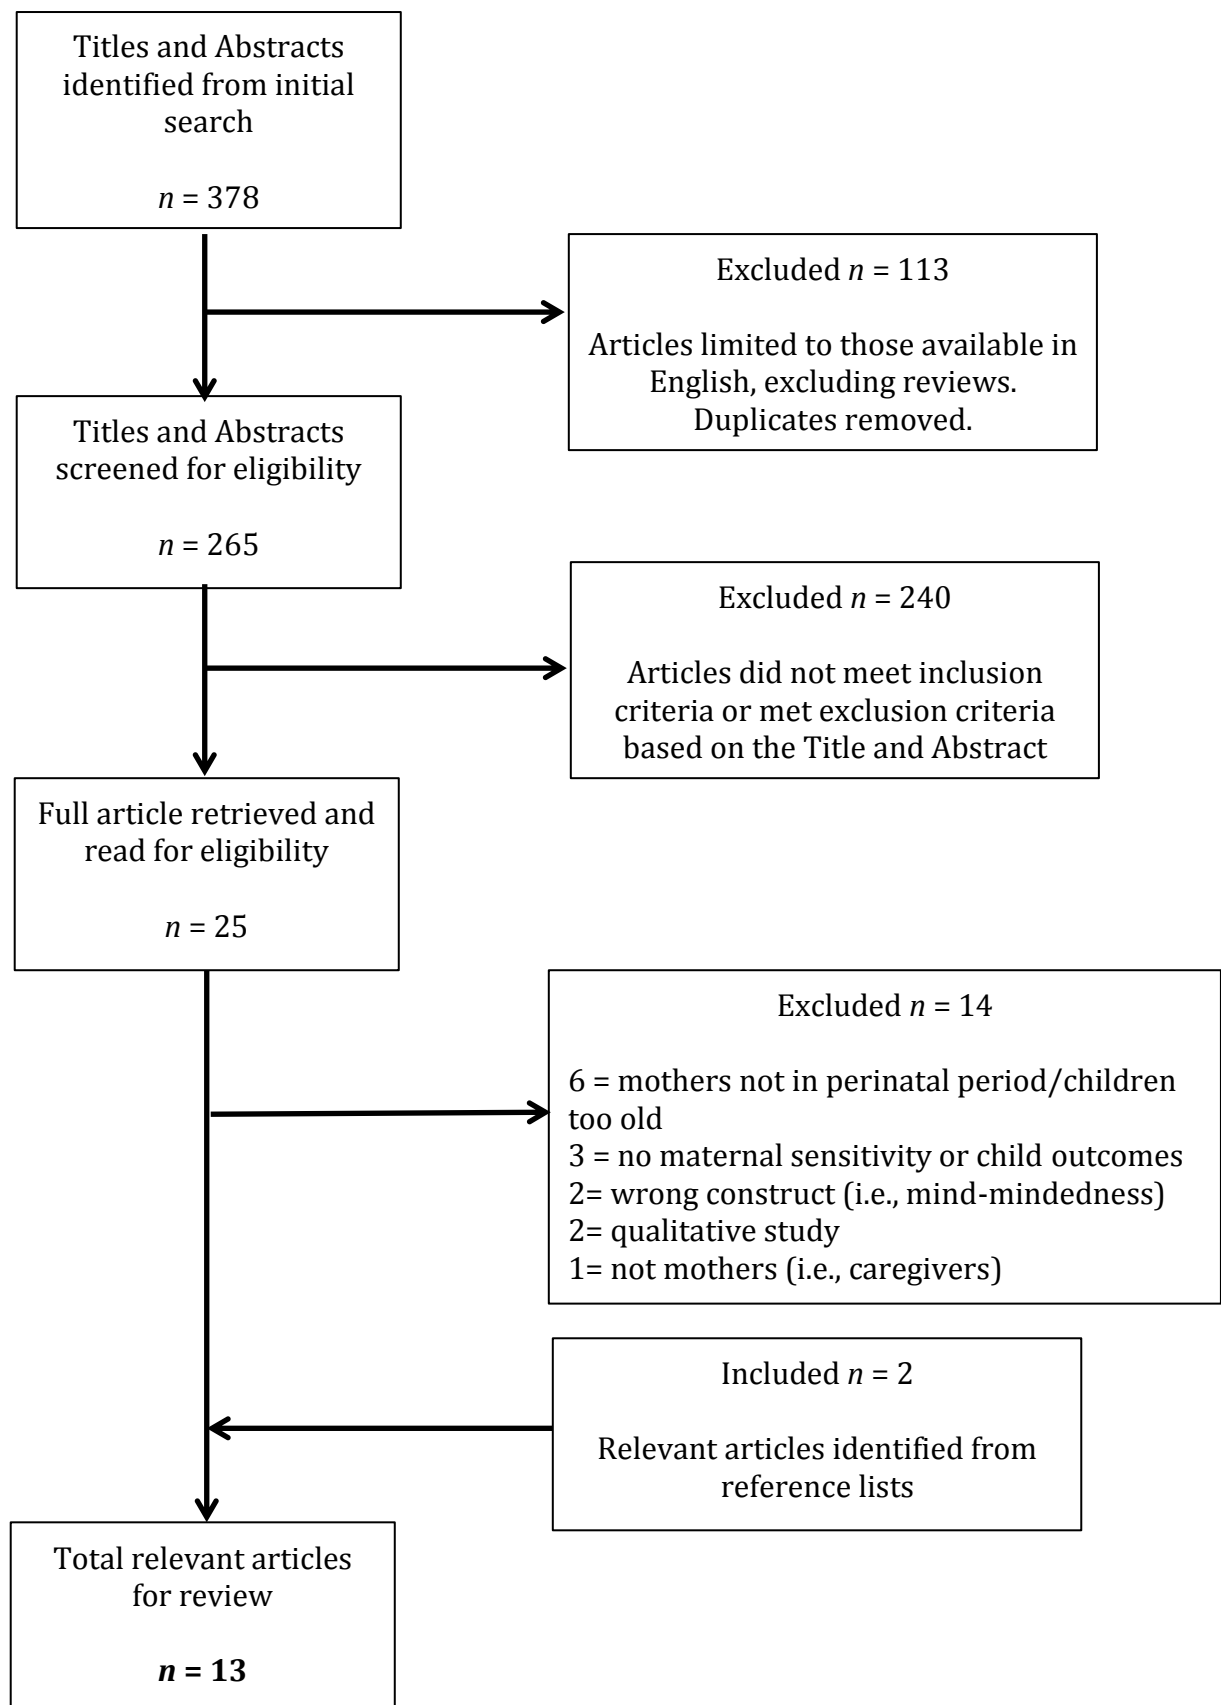 Titles and Abstracts
identified from initial
search
n = 378
Excluded n = 113
Articles limited to those available in
English, excluding reviews.
Duplicates removed.
Titles and Abstracts
screened for eligibility
n = 265
Excluded n = 240
Articles did not meet inclusion
criteria or met exclusion criteria
based on the Title and Abstract
Full article retrieved and
read for eligibility
n = 25
Excluded n = 14
6 = mothers not in perinatal period/children
too old
3 = no maternal sensitivity or child outcomes
2= wrong construct (i.e., mind-mindedness)
2= qualitative study
1= not mothers (i.e., caregivers)
Included n = 2
Relevant articles identified from
reference lists
Total relevant articles
for review
n = 13